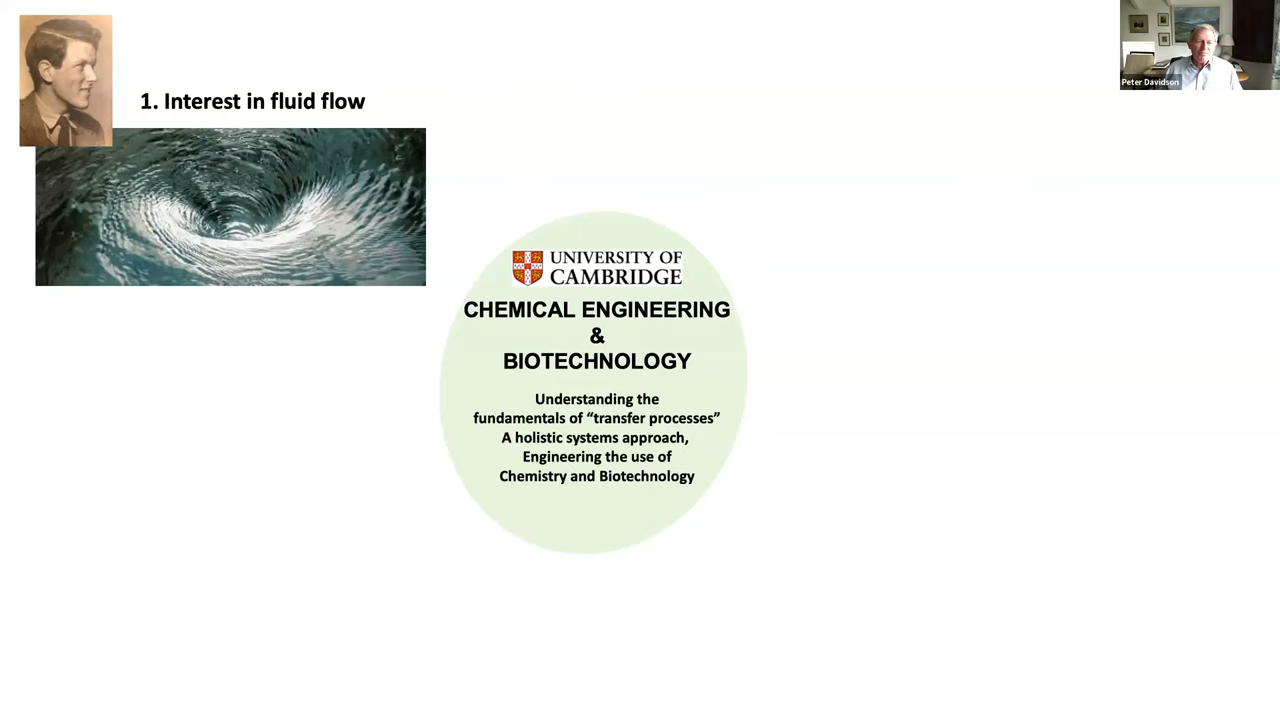 Peter Davidson
1. Interest in fluid flow
UNIVERSITY OF
CAMBRIDGE
CHEMICAL ENGINEERING
&
BIOTECHNOLOGY
Understanding the
fundamentals of “transfer processes”
A holistic systems approach,
Engineering the use of
Chemistry and Biotechnology